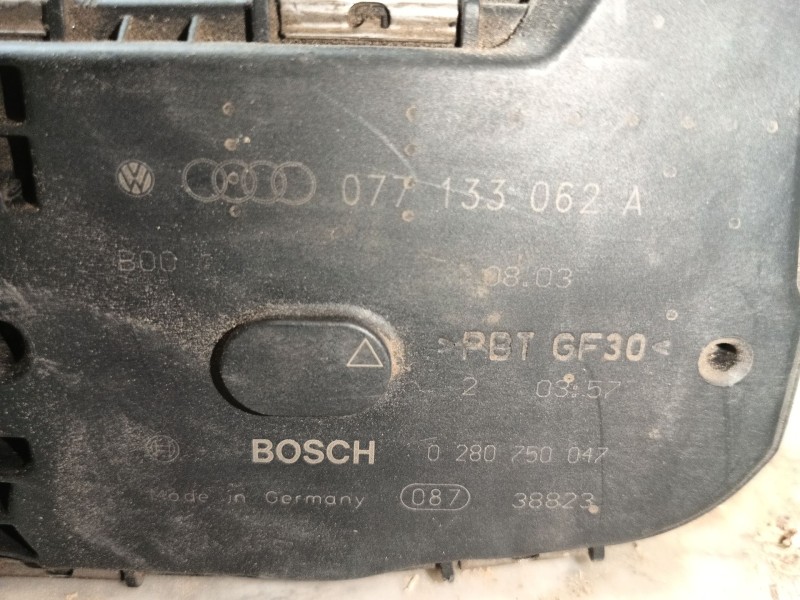 077 133 062 A
08.03
>PBT GF30<
2 03:57
BOSCH 0 280 750 047
Made in Germany 087 38823